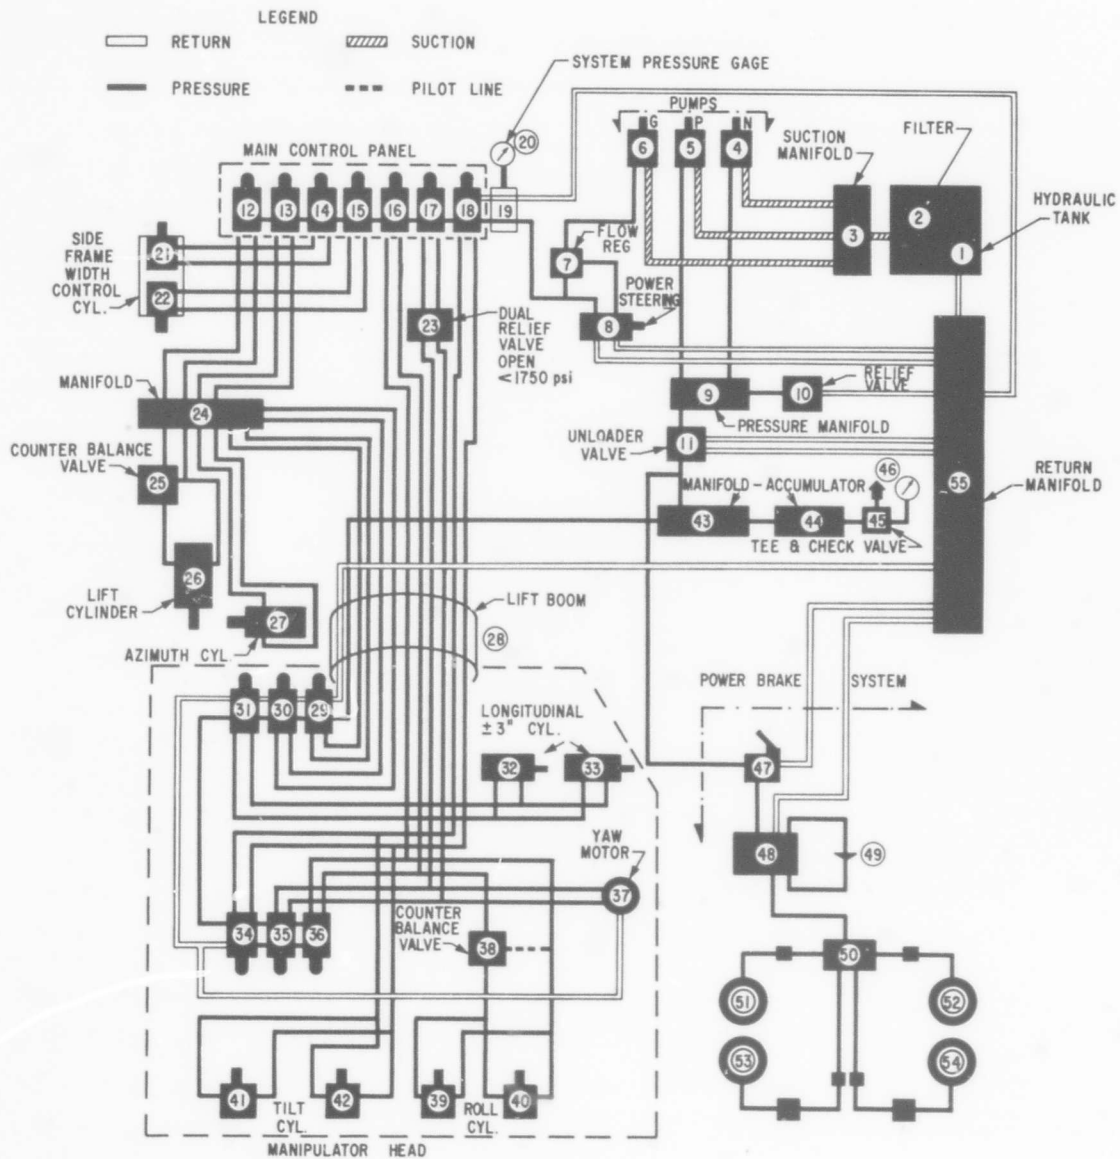 LEGEND
RETURN
SUCTION
PRESSURE
PILOT LINE
SYSTEM PRESSURE GAGE
20
PUMPS
G
P
N
6
5
4
SUCTION
MANIFOLD
FILTER
HYDRAULIC
TANK
2
3
1
MAIN CONTROL PANEL
12
13
14
15
16
17
18
19
SIDE
FRAME
WIDTH
CONTROL
CYL.
21
22
FLOW
REG
7
POWER
STEERING
8
23
DUAL
RELIEF
VALVE
OPEN
<1750 psi
RELIEF
VALVE
9
10
PRESSURE MANIFOLD
MANIFOLD
24
UNLOADER
VALVE
11
COUNTER BALANCE
VALVE
25
46
MANIFOLD-ACCUMULATOR
43
44
45
TEE & CHECK VALVE
55
RETURN
MANIFOLD
26
LIFT
CYLINDER
27
AZIMUTH CYL.
LIFT BOOM
28
31
30
29
LONGITUDINAL
± 3" CYL.
32
33
POWER BRAKE SYSTEM
47
48
49
YAW
MOTOR
37
34
35
36
COUNTER
BALANCE
VALVE
38
50
51
52
53
54
41
42
39
40
TILT
CYL.
ROLL
CYL.
MANIPULATOR HEAD